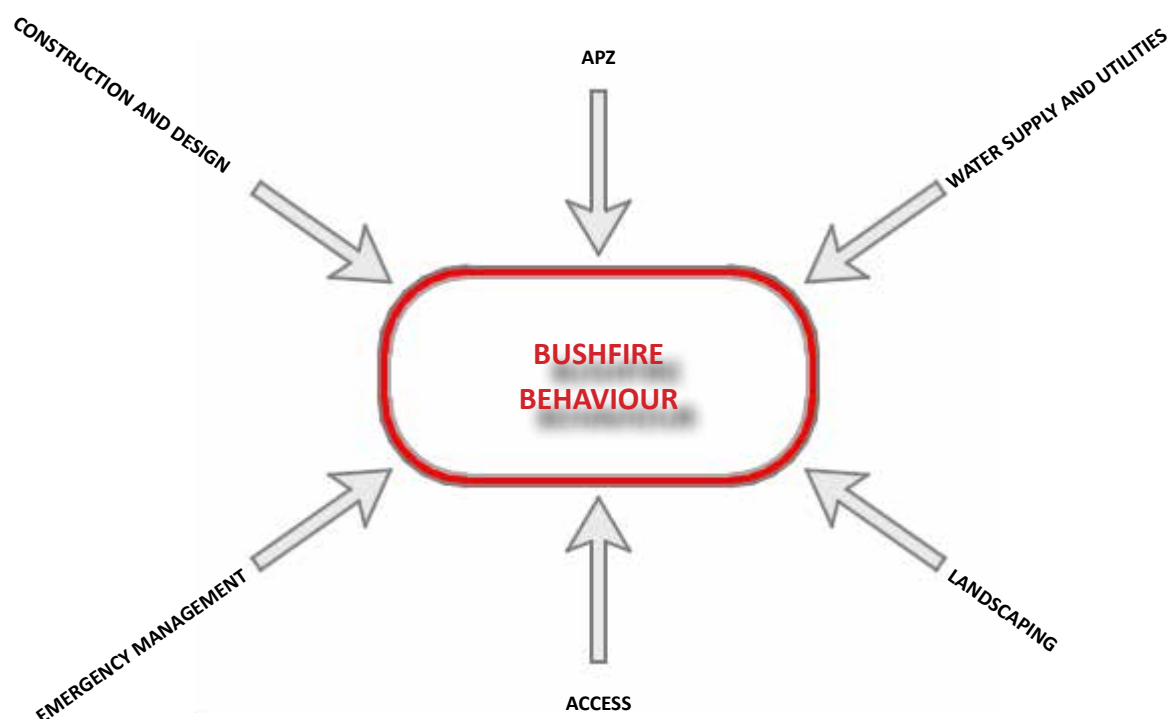 CONSTRUCTION AND DESIGN
APZ
WATER SUPPLY AND UTILITIES
BUSHFIRE
BEHAVIOUR
EMERGENCY MANAGEMENT
ACCESS
LANDSCAPING